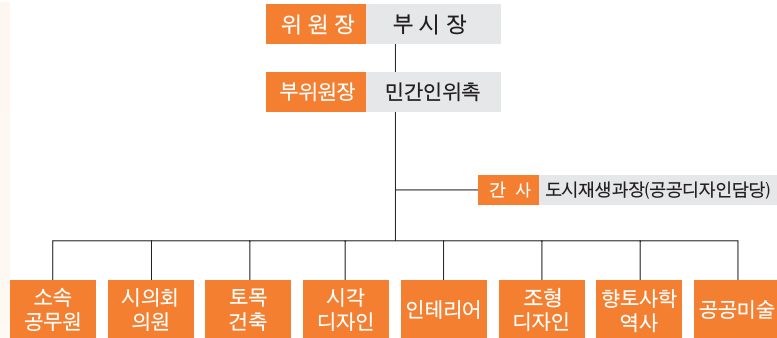 위원장 부시장
부위원장 민간인위촉
간 사 도시재생과장(공공디자인담당)
소속
공무원
시의회
의원
토목
건축
시각
디자인
인테리어
조형
디자인
향토사학
역사
공공미술